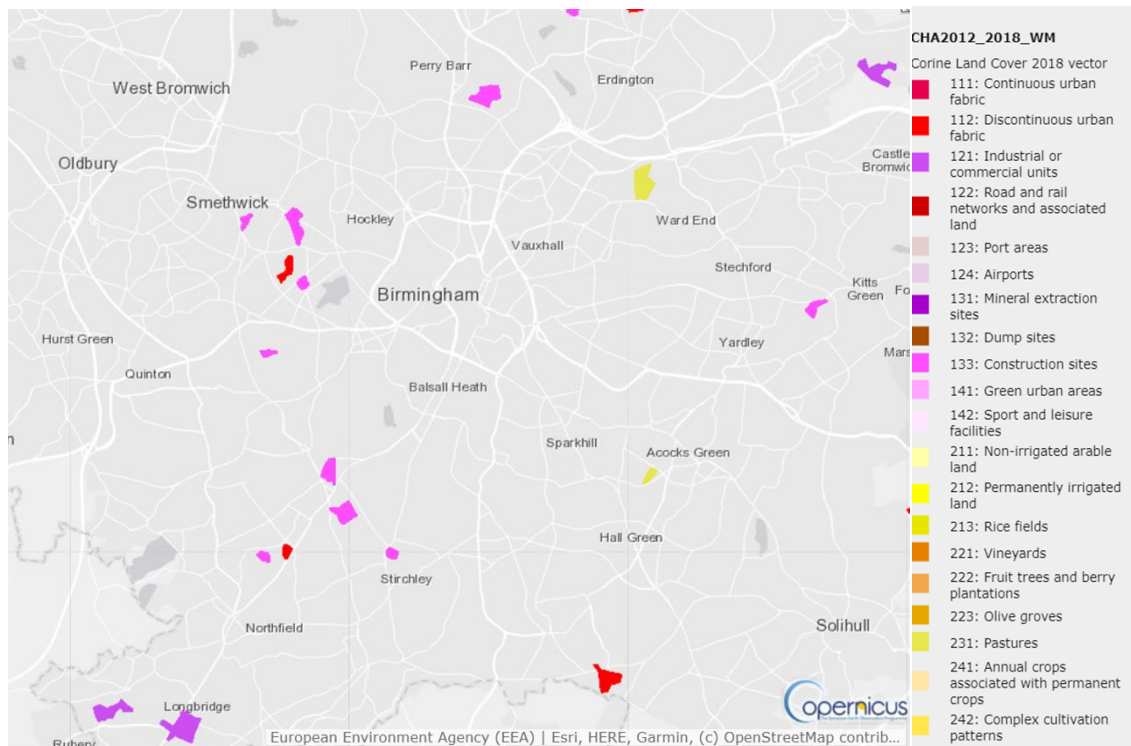 Perry Barr
Erdington
West Bromwich
Oldbury
Castle
Bromwic
Smethwick
Hockley
Ward End
Vauxhall
Stechford
Kitts
Green
Fo
Birmingham
Hurst Green
Yardley
Mars
Quinton
Balsall Heath
Sparkhill
Acocks Green
n
Hall Green
Stirchley
Northfield
Solihull
Longbridge
Rubery
opernicus
European Environment Agency (EEA) | Esri, HERE, Garmin, (c) OpenStreetMap contrib...
CHA2012_2018_WM
Corine Land Cover 2018 vector
111: Continuous urban
fabric
112: Discontinuous urban
fabric
121: Industrial or
commercial units
122: Road and rail
networks and associated
land
123: Port areas
124: Airports
131: Mineral extraction
sites
132: Dump sites
133: Construction sites
141: Green urban areas
142: Sport and leisure
facilities
211: Non-irrigated arable
land
212: Permanently irrigated
land
213: Rice fields
221: Vineyards
222: Fruit trees and berry
plantations
223: Olive groves
231: Pastures
241: Annual crops
associated with permanent
crops
242: Complex cultivation
patterns